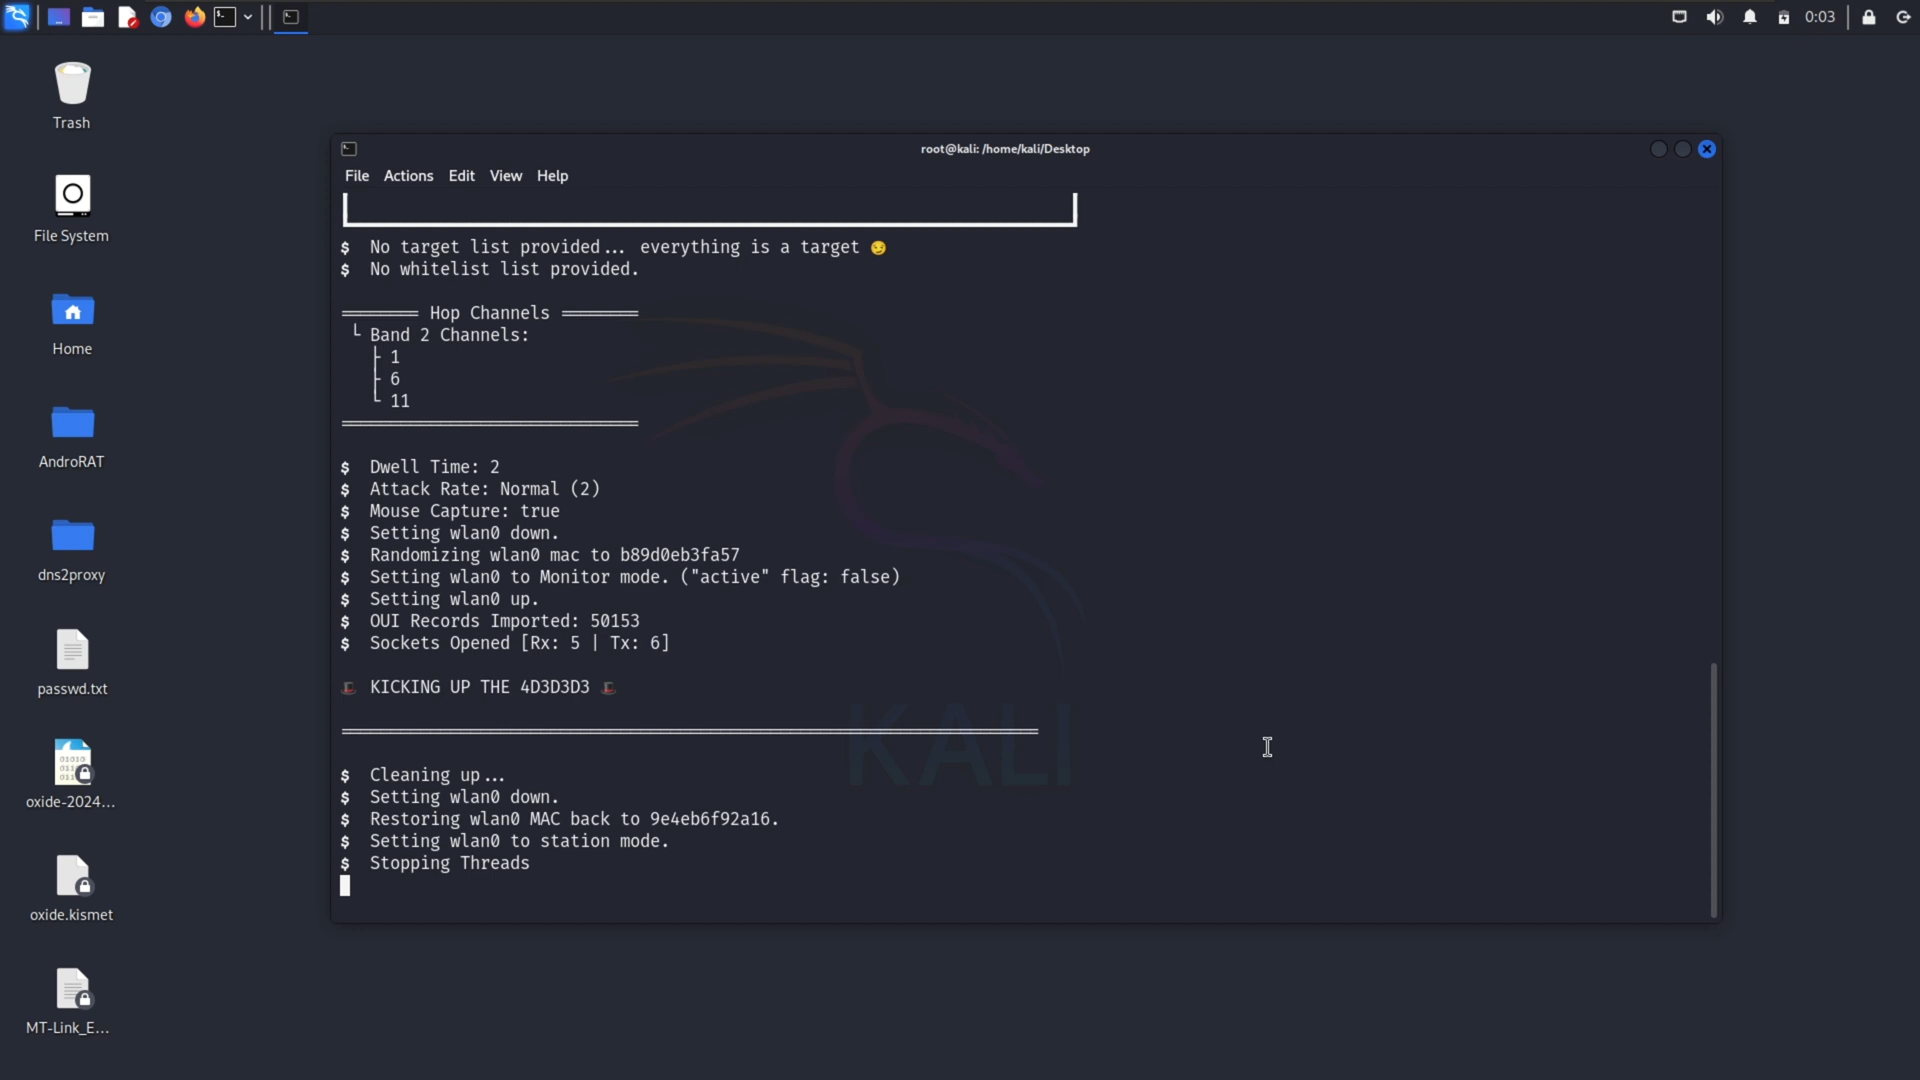 0:03
Trash
File System
Home
AndroRAT
dns2proxy
passwd.txt
oxide-2024...
oxide.kismet
MT-Link_E...
root@kali: /home/kali/Desktop
File Actions Edit View Help
$ No target list provided... everything is a target 😏
$ No whitelist list provided.
════════ Hop Channels ════════
└ Band 2 Channels:
├ 1
├ 6
└ 11
$ Dwell Time: 2
$ Attack Rate: Normal (2)
$ Mouse Capture: true
$ Setting wlan0 down.
$ Randomizing wlan0 mac to b89d0eb3fa57
$ Setting wlan0 to Monitor mode. ("active" flag: false)
$ Setting wlan0 up.
$ OUI Records Imported: 50153
$ Sockets Opened [Rx: 5 | Tx: 6]
🎩 KICKING UP THE 4D3D3D3 🎩
$ Cleaning up...
$ Setting wlan0 down.
$ Restoring wlan0 MAC back to 9e4eb6f92a16.
$ Setting wlan0 to station mode.
$ Stopping Threads
KALI